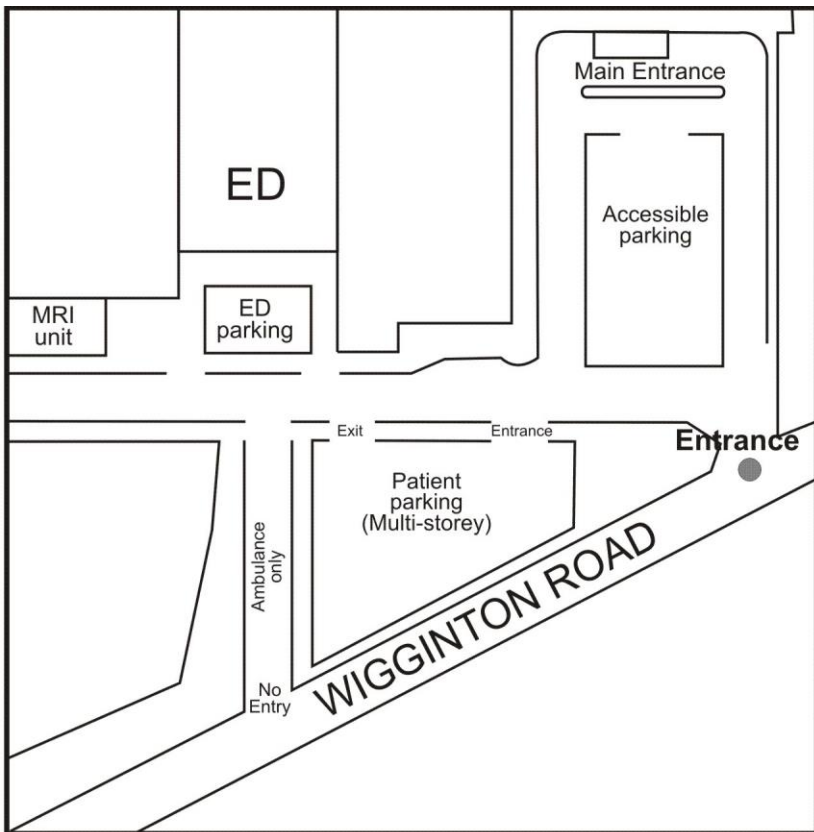 Main Entrance
ED
Accessible
parking
MRI
unit
ED
parking
Exit
Entrance
Entrance
Patient
parking
(Multi-storey)
Ambulance
only
WIGGINTON ROAD
No
Entry